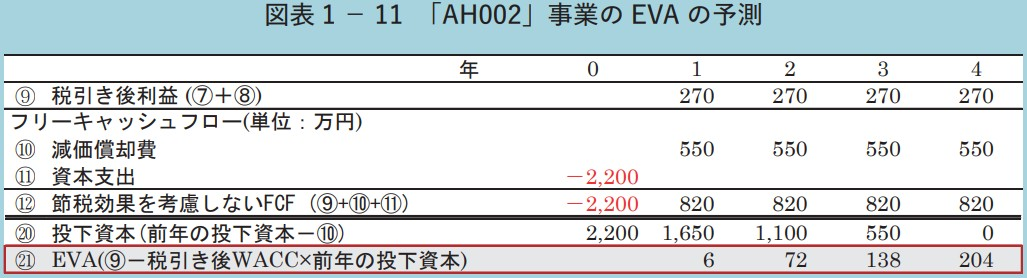 図表1－11 「AH002」事業のEVAの予測
年 0 1 2 3 4
⑨ 税引き後利益 (⑦＋⑧) 270 270 270 270
フリーキャッシュフロー(単位：万円)
⑩ 減価償却費 550 550 550 550
⑪ 資本支出 －2,200
⑫ 節税効果を考慮しないFCF (⑨+⑩+⑪) －2,200 820 820 820 820
⑳ 投下資本(前年の投下資本－⑩) 2,200 1,650 1,100 550 0
㉑ EVA(⑨－税引き後WACC×前年の投下資本) 6 72 138 204